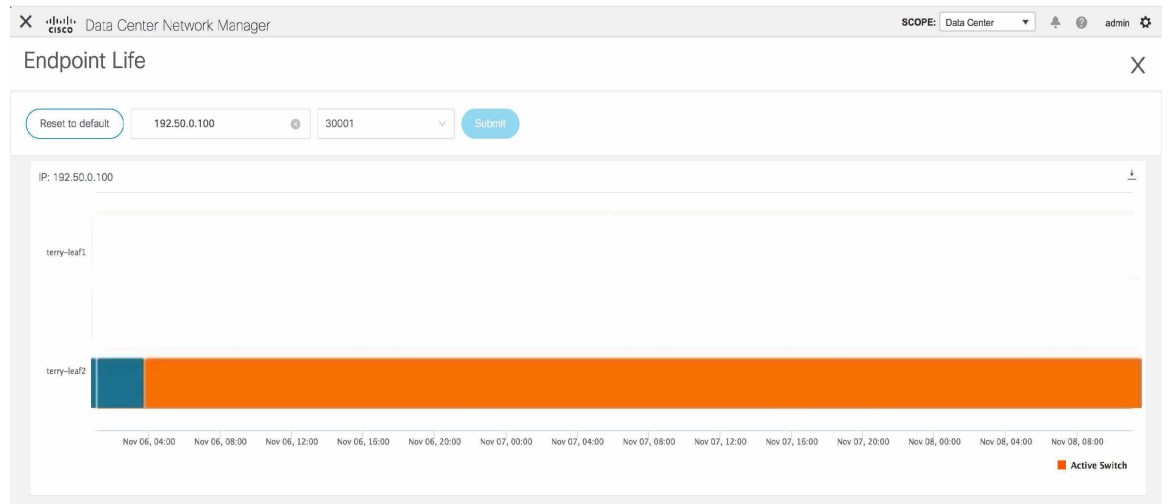 X cisco Data Center Network Manager SCOPE: Data Center admin
Endpoint Life X
Reset to default 192.50.0.100 30001 Submit
IP: 192.50.0.100
terry-leaf1
terry-leaf2
Nov 06, 04:00 Nov 06, 08:00 Nov 06, 12:00 Nov 06, 16:00 Nov 06, 20:00 Nov 07, 00:00 Nov 07, 04:00 Nov 07, 08:00 Nov 07, 12:00 Nov 07, 16:00 Nov 07, 20:00 Nov 08, 00:00 Nov 08, 04:00 Nov 08, 08:00
Active Switch